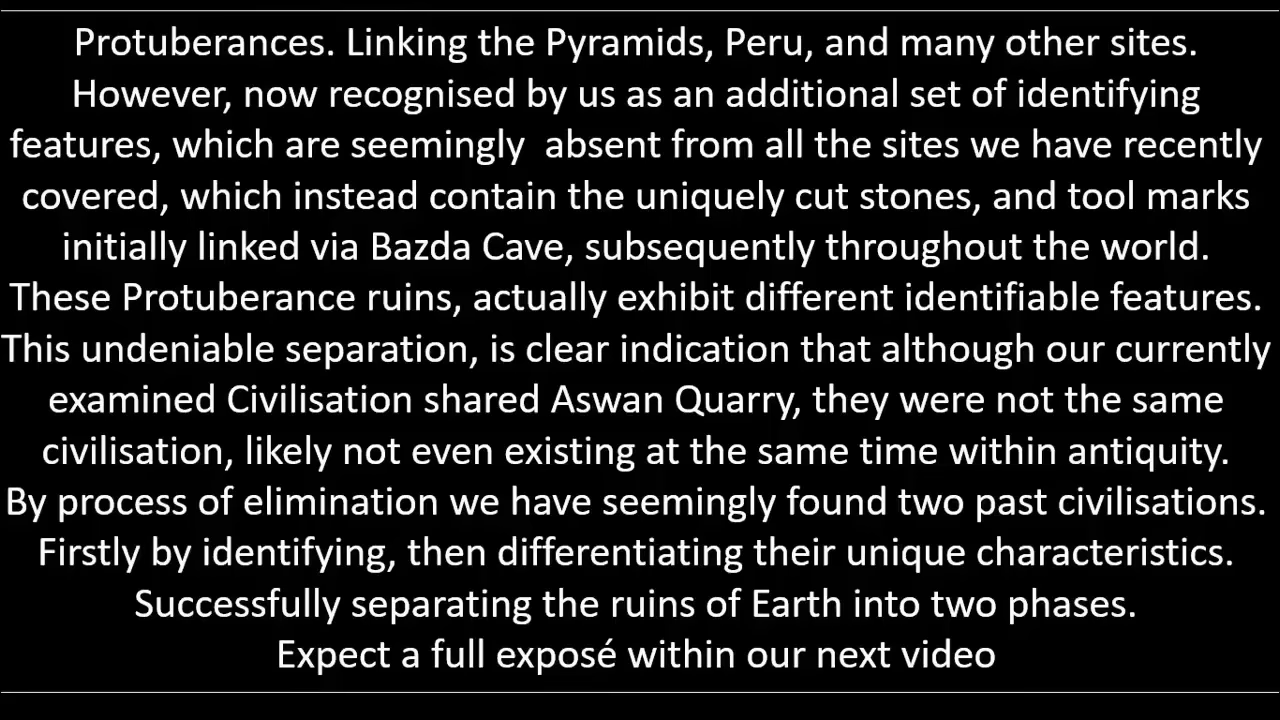 Protuberances. Linking the Pyramids, Peru, and many other sites.
However, now recognised by us as an additional set of identifying
features, which are seemingly  absent from all the sites we have recently
covered, which instead contain the uniquely cut stones, and tool marks
initially linked via Bazda Cave, subsequently throughout the world.
These Protuberance ruins, actually exhibit different identifiable features.
This undeniable separation, is clear indication that although our currently
examined Civilisation shared Aswan Quarry, they were not the same
civilisation, likely not even existing at the same time within antiquity.
By process of elimination we have seemingly found two past civilisations.
Firstly by identifying, then differentiating their unique characteristics.
Successfully separating the ruins of Earth into two phases.
Expect a full exposé within our next video